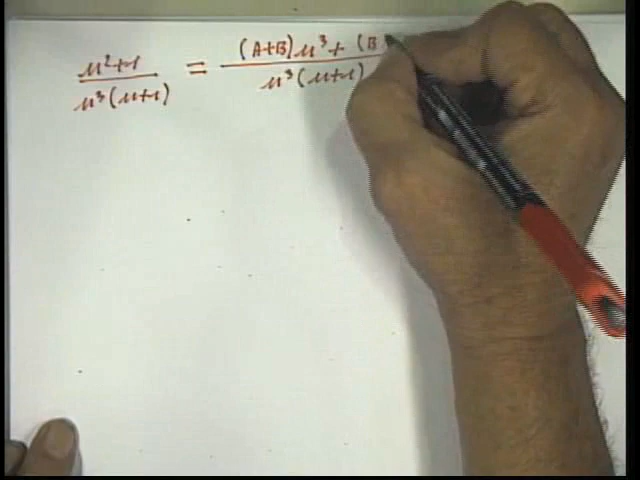 u²+1 / u³(u+1) = (A+B)u³ + (B / u³(u+1)